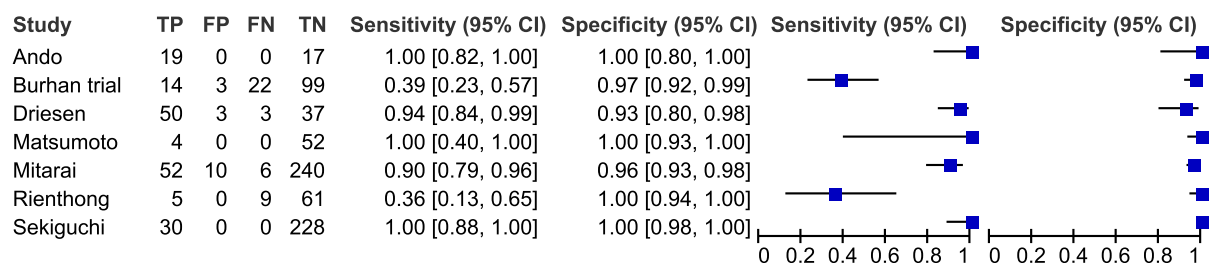 Study TP FP FN TN Sensitivity (95% CI) Specificity (95% CI) Sensitivity (95% CI) Specificity (95% CI)
Ando 19 0 0 17 1.00 [0.82, 1.00] 1.00 [0.80, 1.00]
Burhan trial 14 3 22 99 0.39 [0.23, 0.57] 0.97 [0.92, 0.99]
Driesen 50 3 3 37 0.94 [0.84, 0.99] 0.93 [0.80, 0.98]
Matsumoto 4 0 0 52 1.00 [0.40, 1.00] 1.00 [0.93, 1.00]
Mitarai 52 10 6 240 0.90 [0.79, 0.96] 0.96 [0.93, 0.98]
Rienthong 5 0 9 61 0.36 [0.13, 0.65] 1.00 [0.94, 1.00]
Sekiguchi 30 0 0 228 1.00 [0.88, 1.00] 1.00 [0.98, 1.00]
0 0.2 0.4 0.6 0.8 1 0 0.2 0.4 0.6 0.8 1